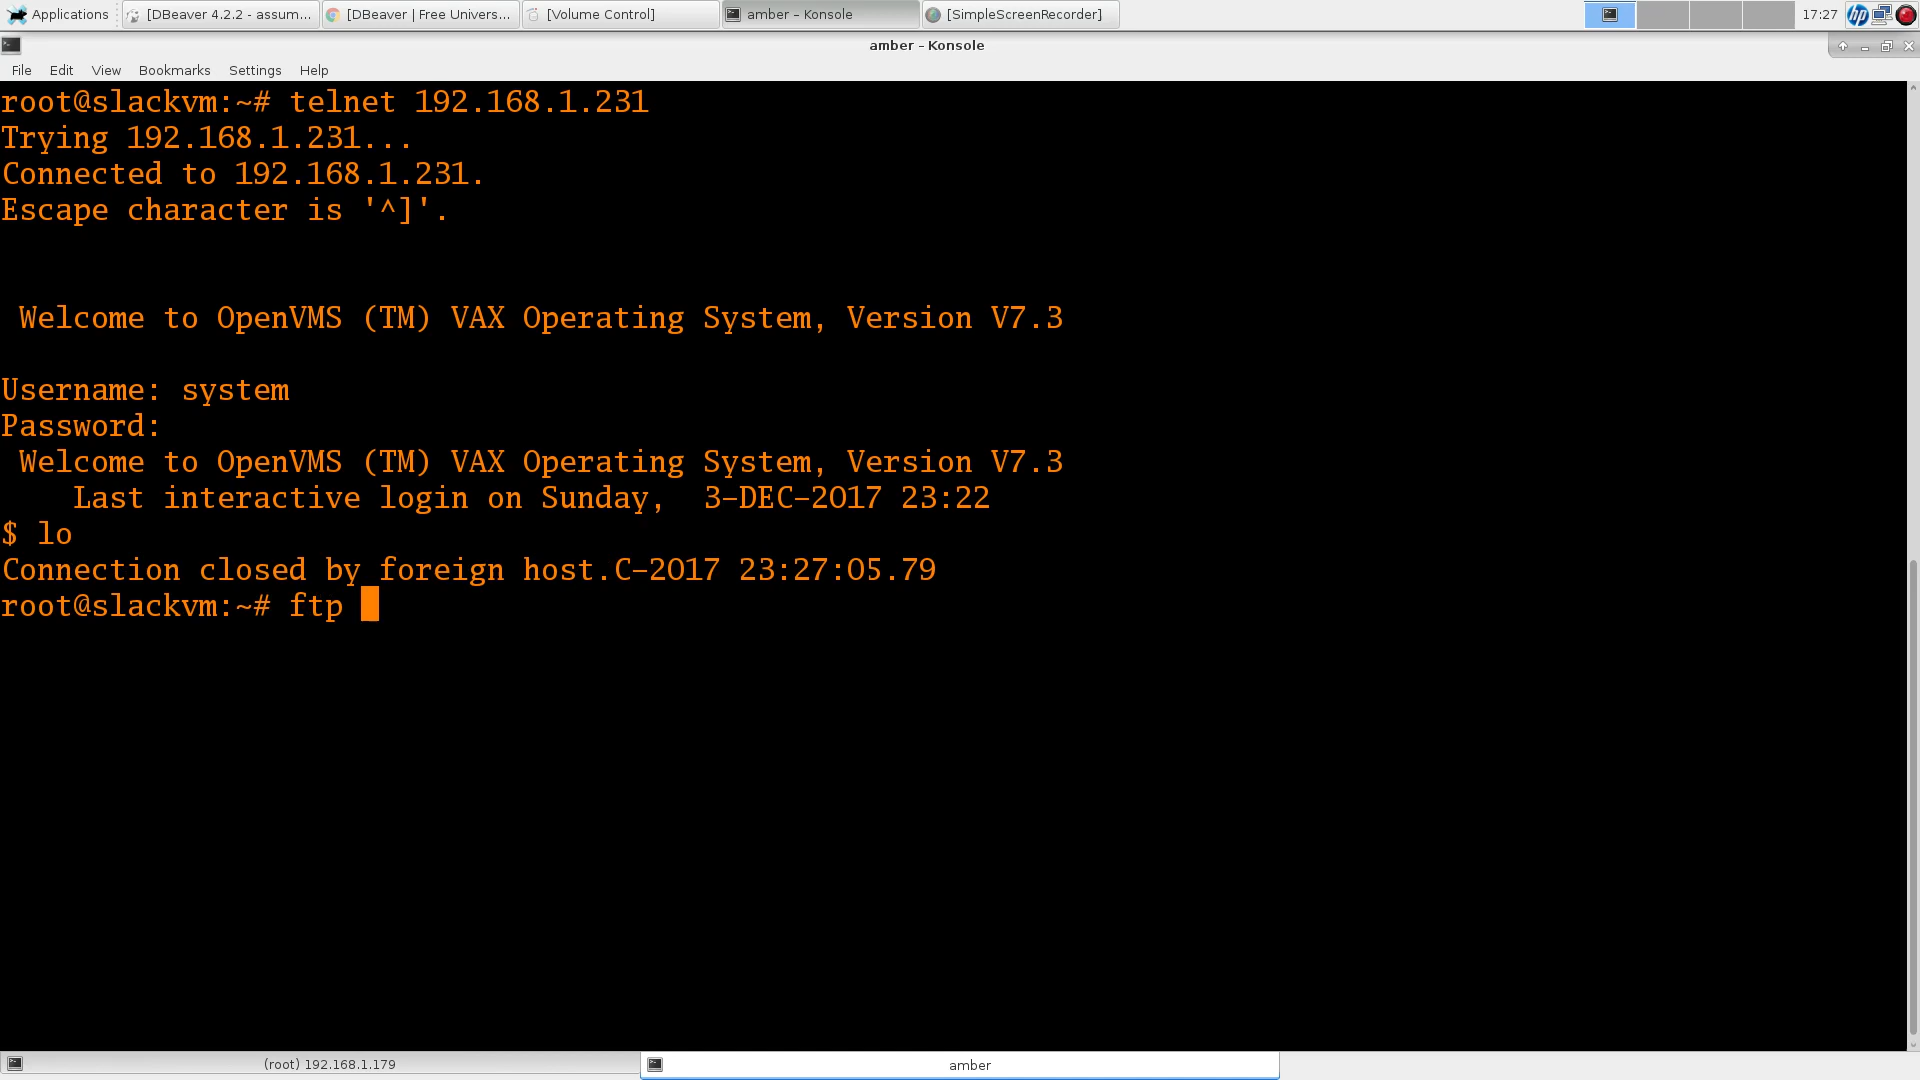 Applications [DBeaver 4.2.2 - assum... [DBeaver | Free Univers... [Volume Control] amber – Konsole [SimpleScreenRecorder] 17:27 hp
amber – Konsole
File Edit View Bookmarks Settings Help
root@slackvm:~# telnet 192.168.1.231
Trying 192.168.1.231...
Connected to 192.168.1.231.
Escape character is '^]'.
Welcome to OpenVMS (TM) VAX Operating System, Version V7.3
Username: system
Password:
Welcome to OpenVMS (TM) VAX Operating System, Version V7.3
Last interactive login on Sunday,  3-DEC-2017 23:22
$ lo
Connection closed by foreign host.C-2017 23:27:05.79
root@slackvm:~# ftp
(root) 192.168.1.179 amber